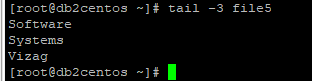 [root@db2centos ~]# tail -3 file5
Software
Systems
Vizag
[root@db2centos ~]#